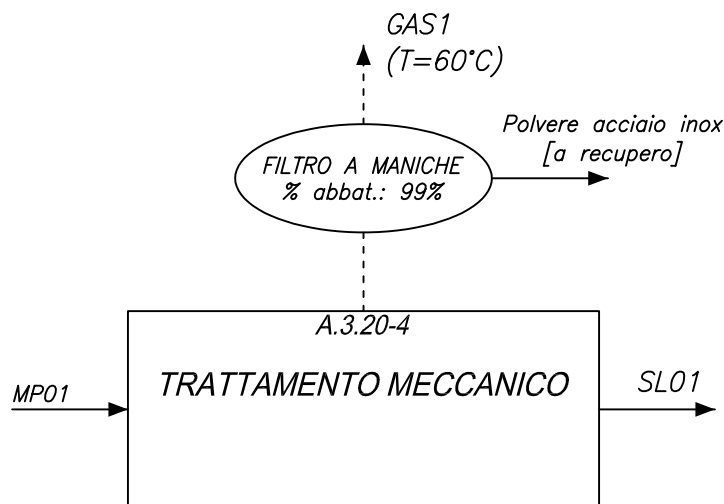 GAS1
(T=60°C)
Polvere acciaio inox
[a recupero]
FILTRO A MANICHE
% abbat.: 99%
A.3.20-4
TRATTAMENTO MECCANICO
MP01
SL01